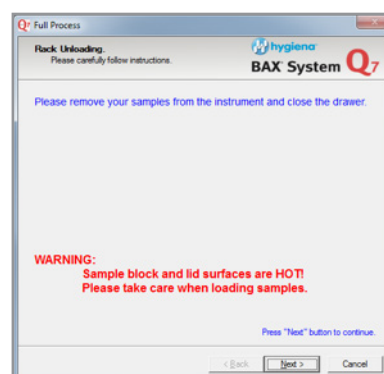 Q7 Full Process
Rack Unloading.
Please carefully follow instructions.
hygiena
BAX System Q7
Please remove your samples from the instrument and close the drawer.
WARNING:
Sample block and lid surfaces are HOT!
Please take care when loading samples.
Press "Next" button to continue.
< Back
Next >
Cancel